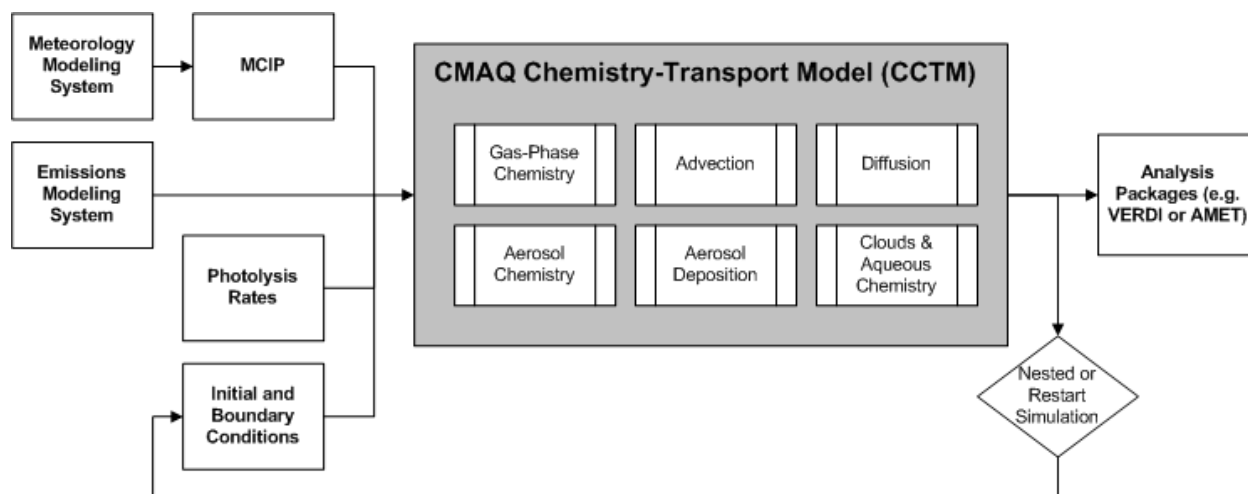 Meteorology
Modeling
System
MCIP
Emissions
Modeling
System
Photolysis
Rates
Initial and
Boundary
Conditions
CMAQ Chemistry-Transport Model (CCTM)
Gas-Phase
Chemistry
Advection
Diffusion
Aerosol
Chemistry
Aerosol
Deposition
Clouds &
Aqueous
Chemistry
Analysis
Packages (e.g.
VERDI or AMET)
Nested or
Restart
Simulation